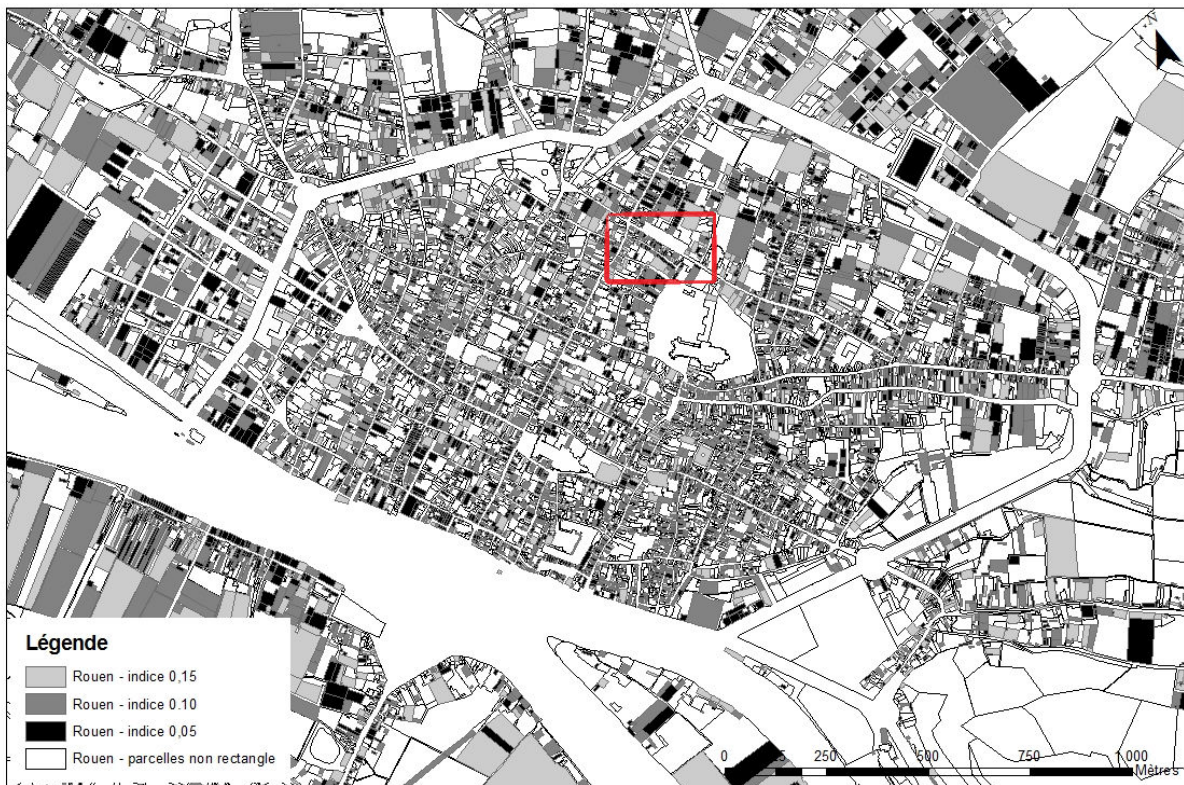 Légende
Rouen - indice 0,15
Rouen - indice 0.10
Rouen - indice 0,05
Rouen - parcelles non rectangle
0 125 250 500 750 1 000
Mètres